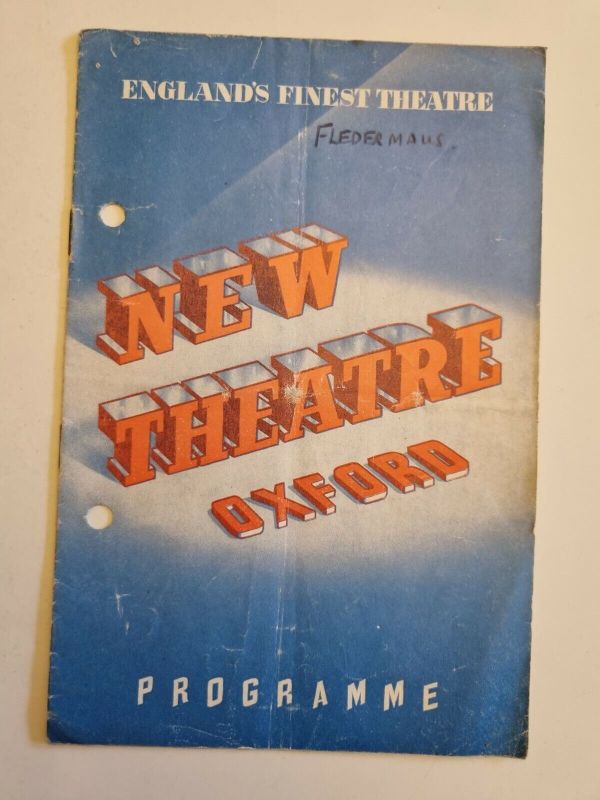 ENGLAND'S FINEST THEATRE
FLEDERMAUS
NEW
THEATRE
OXFORD
PROGRAMME